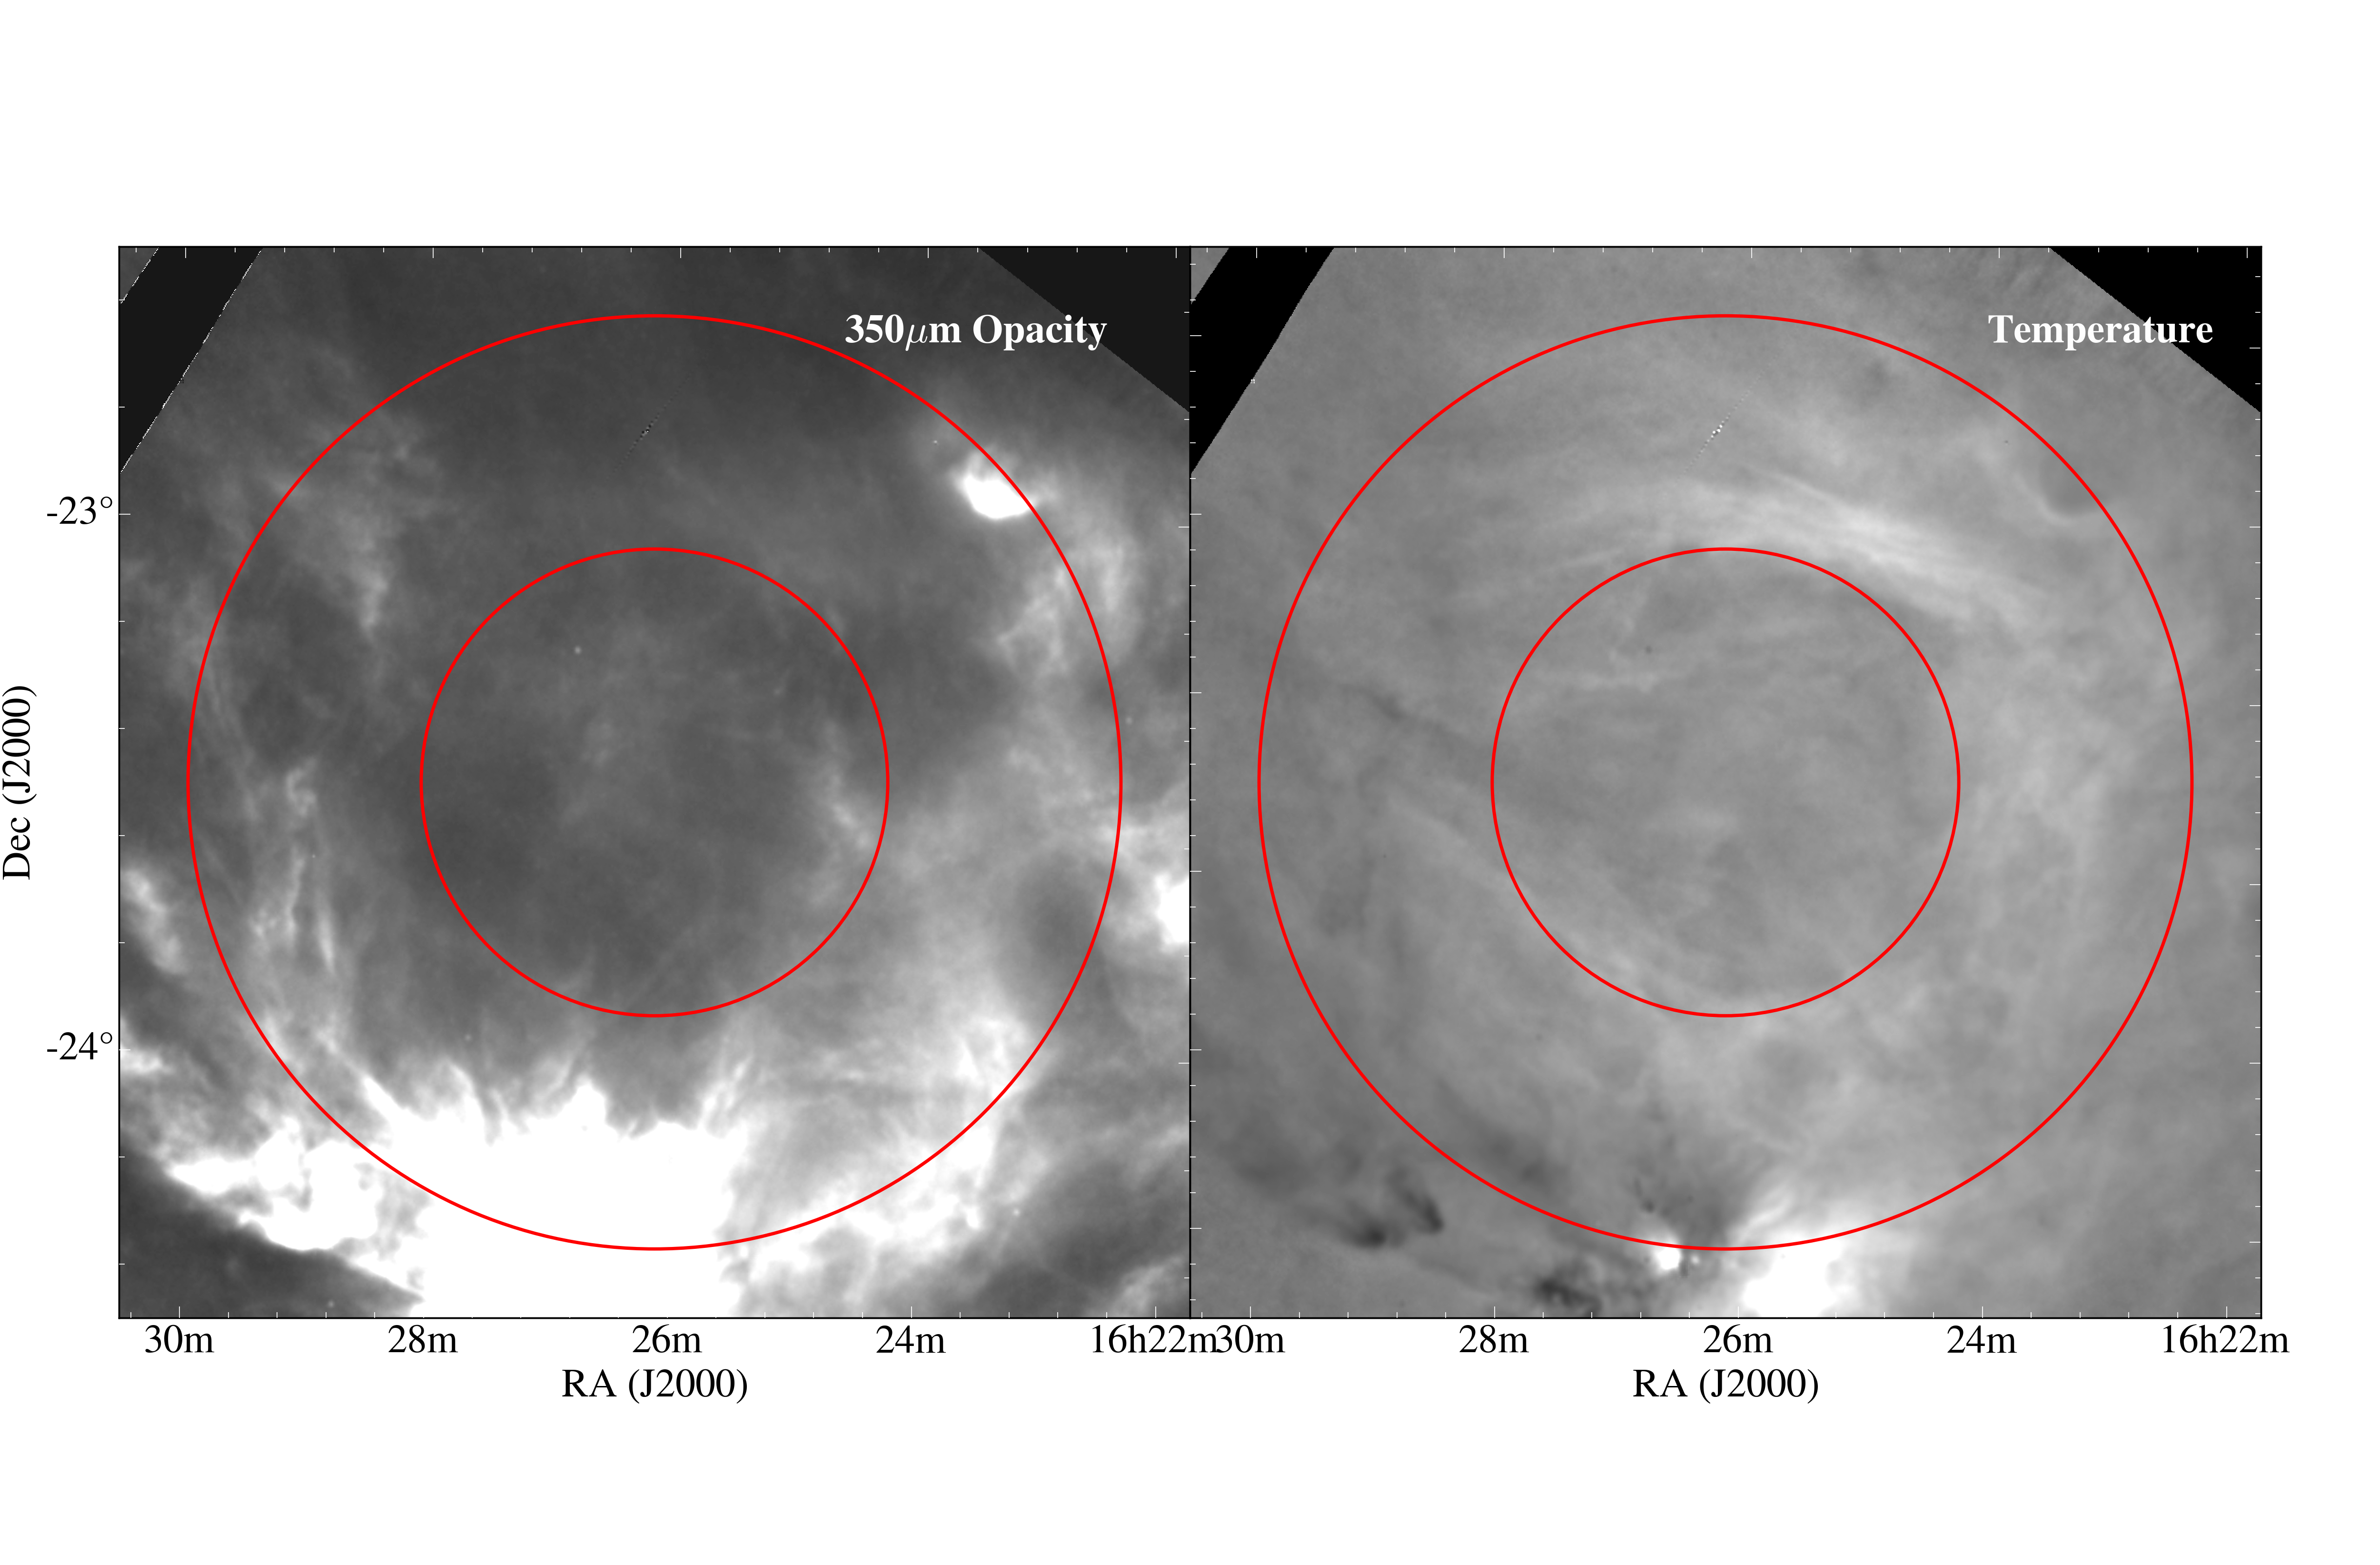 350μm Opacity
Temperature
-23°
-24°
Dec (J2000)
30m 28m 26m 24m 16h22m
30m 28m 26m 24m 16h22m
RA (J2000)
RA (J2000)